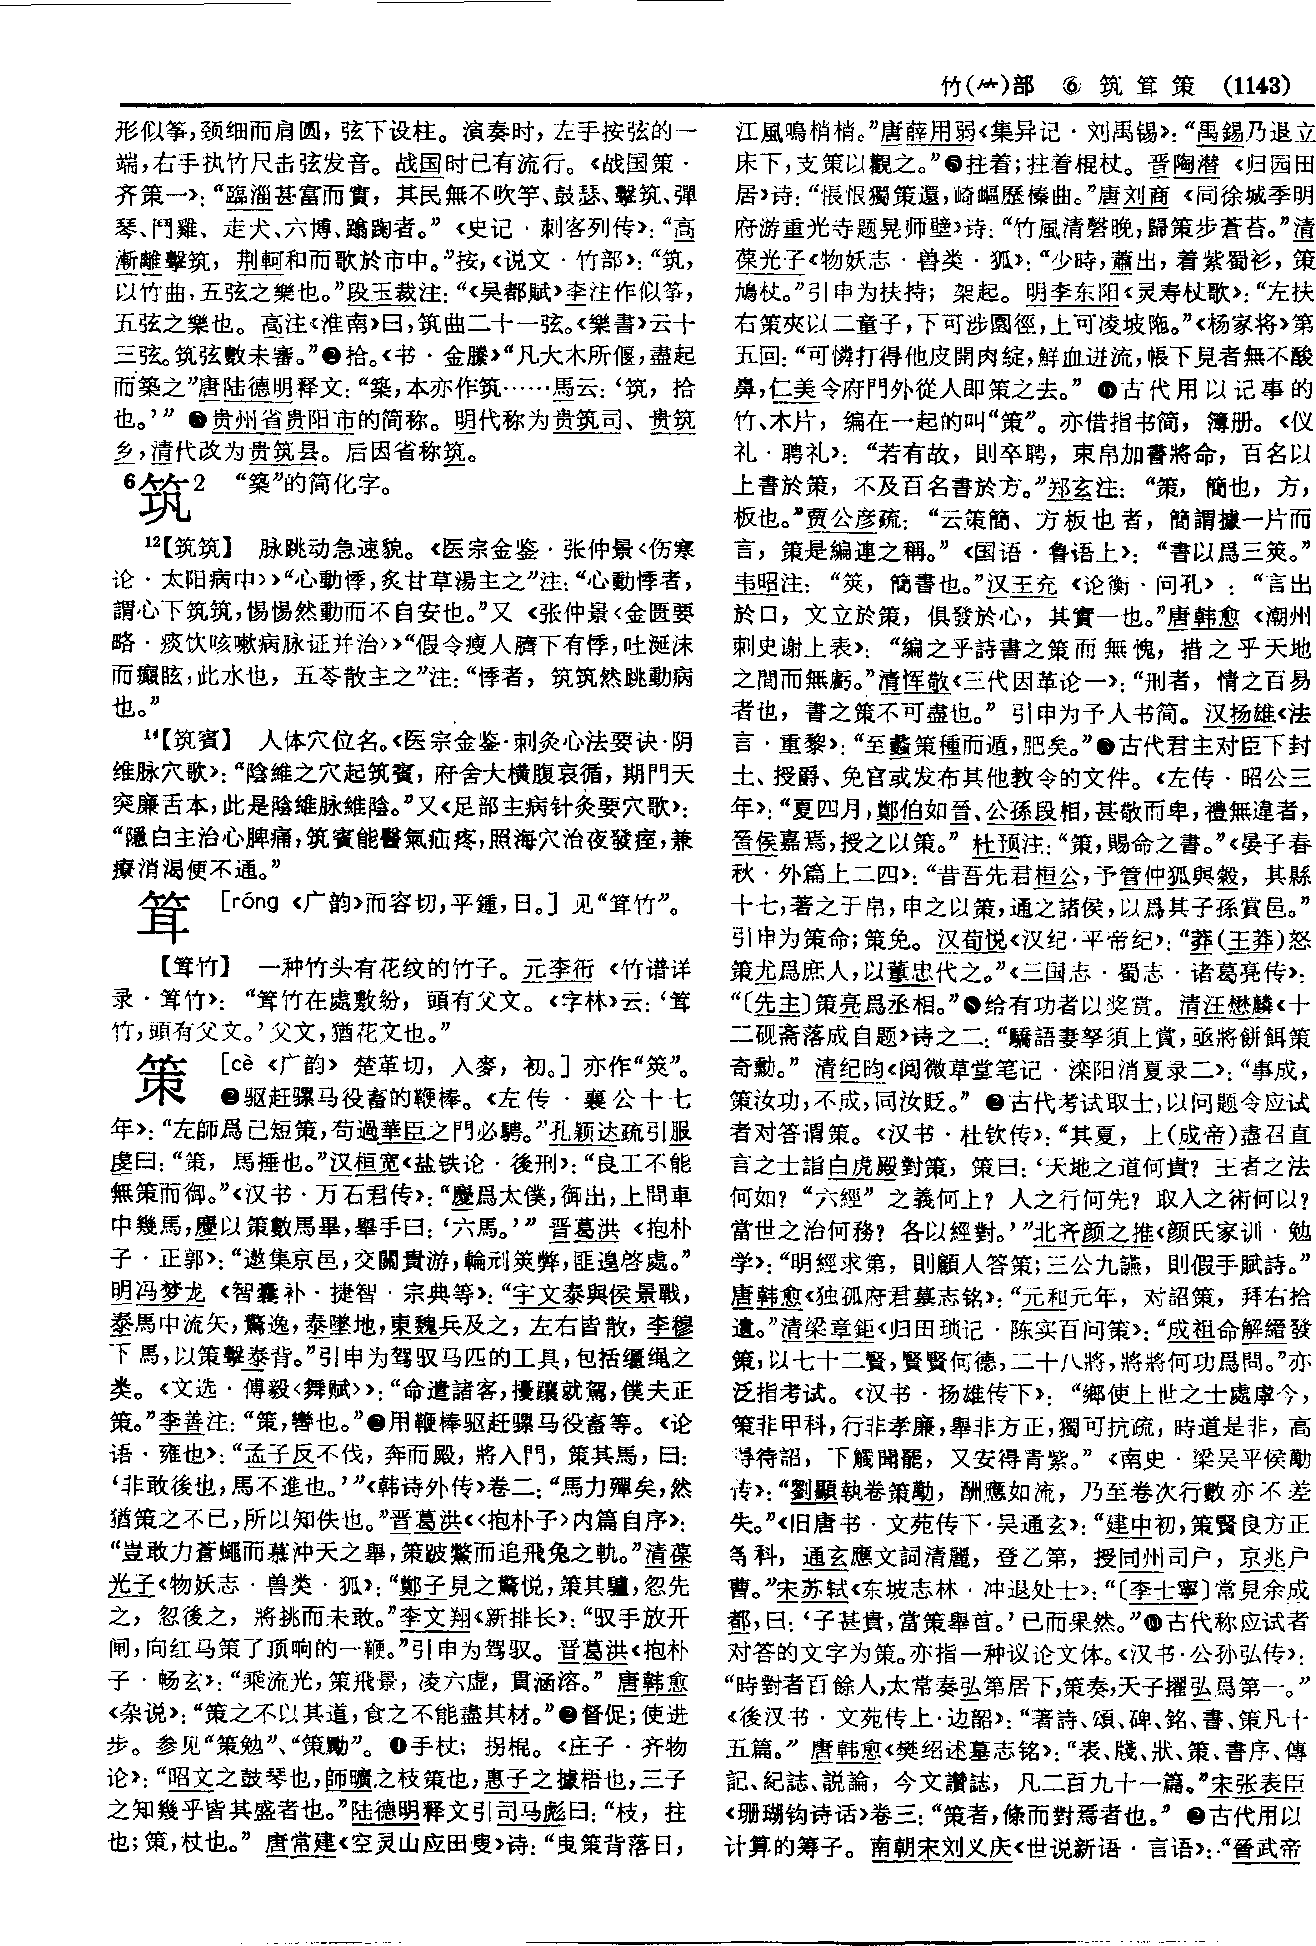 竹(⺮)部 ⑥ 筑 茸 策 (1143)
形似筝,颈细而肩圆,弦下设柱。演奏时,左手按弦的一
端,右手执竹尺击弦发音。战国时已有流行。《战国策·
齐策一》:“臨淄甚富而實,其民無不吹竽、鼓瑟、擊筑、彈
琴、鬥雞、走犬、六博、蹹踘者。”《史记·刺客列传》:“高
漸離擊筑,荆軻和而歌於市中。”按,《说文·竹部》:“筑,
以竹曲,五弦之樂也。”段玉裁注:“《吴都賦》李注作似筝,
五弦之樂也。高注《淮南》曰,筑曲二十一弦。《樂書》云十
三弦。筑弦數未審。”❷拾。《书·金縢》“凡大木所偃,盡起
而築之”唐陆德明释文:“築,本亦作筑……馬云:‘筑,拾
也。’”❸贵州省贵阳市的简称。明代称为贵筑司、贵筑
乡,清代改为贵筑县。后因省称筑。
6筑2 “築”的简化字。
12【筑筑】 脉跳动急速貌。《医宗金鉴·张仲景〈伤寒
论·太阳病中〉》“心動悸,炙甘草湯主之”注:“心動悸者,
謂心下筑筑,惕惕然動而不自安也。”又《张仲景〈金匮要
略·痰饮咳嗽病脉证并治〉》“假令瘦人臍下有悸,吐涎沫
而癲眩,此水也,五苓散主之”注:“悸者,筑筑然跳動病
也。”
14【筑賓】 人体穴位名。《医宗金鉴·刺灸心法要诀·阴
维脉穴歌》:“陰維之穴起筑賓,府舍大横腹哀循,期門天
突廉舌本,此是陰維脉維陰。”又《足部主病针灸要穴歌》:
“隱白主治心脾痛,筑賓能醫氣疝疼,照海穴治夜發痓,兼
療消渴便不通。”
茸 [róng 《广韵》而容切,平鍾,日。]见“茸竹”。
【茸竹】 一种竹头有花纹的竹子。元李衎《竹谱详
录·茸竹》:“茸竹在處敷紛,頭有父文。《字林》云:‘茸
竹,頭有父文。’父文,猶花文也。”
策 [cè 《广韵》楚革切,入麥,初。]亦作“筴”。
❶驱赶骡马役畜的鞭棒。《左传·襄公十七
年》:“左師爲己短策,苟過華臣之門必騁。”孔颖达疏引服
虔曰:“策,馬捶也。”汉桓宽《盐铁论·後刑》:“良工不能
無策而御。”《汉书·万石君传》:“慶爲太僕,御出,上問車
中幾馬,慶以策數馬畢,舉手曰:‘六馬。’”晋葛洪《抱朴
子·正郭》:“遨集京邑,交關貴游,輪刓筴弊,匪遑啓處。”
明冯梦龙《智囊补·捷智·宗典等》:“宇文泰與侯景戰,
泰馬中流矢,驚逸,泰墜地,東魏兵及之,左右皆散,李穆
下馬,以策擊泰背。”引申为驾驭马匹的工具,包括缰绳之
类。《文选·傅毅〈舞赋〉》:“命遣諸客,擾躟就駕,僕夫正
策。”李善注:“策,轡也。”❷用鞭棒驱赶骡马役畜等。《论
语·雍也》:“孟子反不伐,奔而殿,將入門,策其馬,曰:
‘非敢後也,馬不進也。’”《韩诗外传》卷二:“馬力殫矣,然
猶策之不已,所以知佚也。”晋葛洪《〈抱朴子〉内篇自序》:
“豈敢力蒼蠅而慕沖天之舉,策跛鱉而追飛兔之軌。”清葆
光子《物妖志·兽类·狐》:“鄭子見之驚悦,策其驢,忽先
之,忽後之,將挑而未敢。”李文翔《新排长》:“驭手放开
闸,向红马策了顶响的一鞭。”引申为驾驭。晋葛洪《抱朴
子·畅玄》:“乘流光,策飛景,凌六虚,貫涵溶。”唐韩愈
《杂说》:“策之不以其道,食之不能盡其材。”❸督促;使进
步。参见“策勉”、“策勵”。❹手杖;拐棍。《庄子·齐物
论》:“昭文之鼓琴也,師曠之枝策也,惠子之據梧也,三子
之知幾乎皆其盛者也。”陆德明释文引司马彪曰:“枝,拄
也;策,杖也。”唐常建《空灵山应田叟》诗:“曳策背落日,
江風鳴梢梢。”唐薛用弱《集异记·刘禹锡》:“禹錫乃退立
床下,支策以觀之。”❺拄着;拄着棍杖。晋陶潜《归园田
居》诗:“悵恨獨策還,崎嶇歷榛曲。”唐刘商《同徐城季明
府游重光寺题晃师壁》诗:“竹風清磬晚,歸策步蒼苔。”清
葆光子《物妖志·兽类·狐》:“少時,蕭出,着紫蜀衫,策
鳩杖。”引申为扶持;架起。明李东阳《灵寿杖歌》:“左扶
右策夾以二童子,下可涉園徑,上可凌坡陁。”《杨家将》第
五回:“可憐打得他皮開肉綻,鮮血迸流,帳下見者無不酸
鼻,仁美令府門外從人即策之去。”❻古代用以记事的
竹、木片,编在一起的叫“策”。亦借指书简,簿册。《仪
礼·聘礼》:“若有故,則卒聘,束帛加書將命,百名以
上書於策,不及百名書於方。”郑玄注:“策,簡也,方,
板也。”贾公彦疏:“云策簡、方板也者,簡謂據一片而
言,策是編連之稱。”《国语·鲁语上》:“書以爲三筴。”
韦昭注:“筴,簡書也。”汉王充《论衡·问孔》:“言出
於口,文立於策,俱發於心,其實一也。”唐韩愈《潮州
刺史谢上表》:“編之乎詩書之策而無愧,措之乎天地
之間而無虧。”清恽敬《三代因革论一》:“刑者,情之百易
者也,書之策不可盡也。”引申为予人书简。汉扬雄《法
言·重黎》:“至蠡策種而遁,肥矣。”❼古代君主对臣下封
土、授爵、免官或发布其他教令的文件。《左传·昭公三
年》:“夏四月,鄭伯如晉、公孫段相,甚敬而卑,禮無違者,
晉侯嘉焉,授之以策。”杜预注:“策,賜命之書。”《晏子春
秋·外篇上二四》:“昔吾先君桓公,予管仲狐與穀,其縣
十七,著之于帛,申之以策,通之諸侯,以爲其子孫賞邑。”
引申为策命;策免。汉荀悦《汉纪·平帝纪》:“莽(王莽)怒
策尤爲庶人,以董忠代之。”《三国志·蜀志·诸葛亮传》:
“〔先主〕策亮爲丞相。”❽给有功者以奖赏。清汪懋麟《十
二砚斋落成自题》诗之二:“驕語妻孥須上賞,亟將餅餌策
奇勳。”清纪昀《阅微草堂笔记·滦阳消夏录二》:“事成,
策汝功,不成,同汝貶。”❾古代考试取士,以问题令应试
者对答谓策。《汉书·杜钦传》:“其夏,上(成帝)盡召直
言之士詣白虎殿對策,策曰:‘天地之道何貴?王者之法
何如?“六經”之義何上?人之行何先?取人之術何以?
當世之治何務?各以經對。’”北齐颜之推《颜氏家训·勉
学》:“明經求第,則顧人答策;三公九讌,則假手賦詩。”
唐韩愈《独孤府君墓志铭》:“元和元年,对詔策,拜右拾
遺。”清梁章鉅《归田琐记·陈实百问策》:“成祖命解縉發
策,以七十二賢,賢賢何德,二十八將,將將何功爲問。”亦
泛指考试。《汉书·扬雄传下》:“鄉使上世之士處虖今,
策非甲科,行非孝廉,舉非方正,獨可抗疏,時道是非,高
得待詔,下觸聞罷,又安得青紫。”《南史·梁吴平侯勱
传》:“劉顯執卷策勱,酬應如流,乃至卷次行數亦不差
失。”《旧唐书·文苑传下·吴通玄》:“建中初,策賢良方正
等科,通玄應文詞清麗,登乙第,授同州司户,京兆户
曹。”宋苏轼《东坡志林·冲退处士》:“〔李士寧〕常見余成
都,曰:‘子甚貴,當策舉首。’已而果然。”❿古代称应试者
对答的文字为策。亦指一种议论文体。《汉书·公孙弘传》:
“時對者百餘人,太常奏弘第居下,策奏,天子擢弘爲第一。”
《後汉书·文苑传上·边韶》:“著詩、頌、碑、銘、書、策凡十
五篇。”唐韩愈《樊绍述墓志铭》:“表、牋、狀、策、書序、傳
記、紀誌、説論,今文讚誌,凡二百九十一篇。”宋张表臣
《珊瑚钩诗话》卷三:“策者,條而對焉者也。”⓫古代用以
计算的筹子。南朝宋刘义庆《世说新语·言语》:“晉武帝